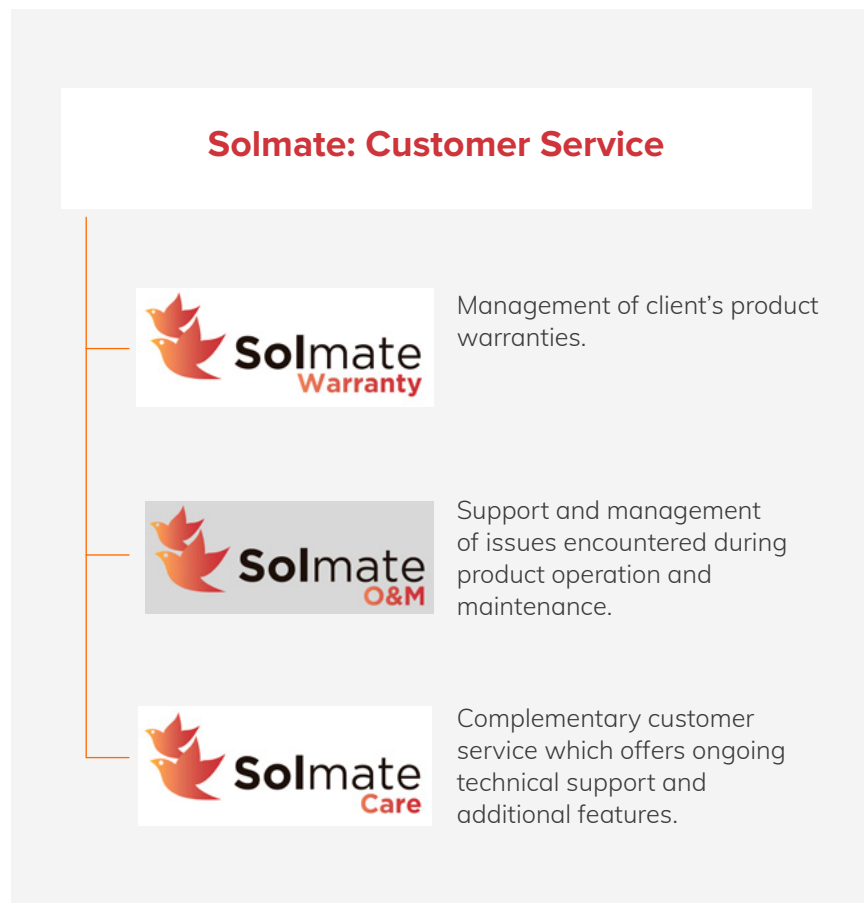 Solmate: Customer Service
Solmate
Warranty
Management of client’s product
warranties.
Solmate
O&M
Support and management
of issues encountered during
product operation and
maintenance.
Solmate
Care
Complementary customer
service which offers ongoing
technical support and
additional features.